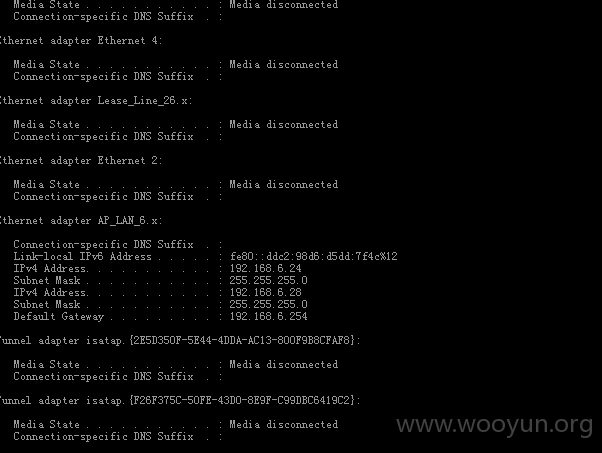 Media State . . . . . . . . . . . : Media disconnected
Connection-specific DNS Suffix  . :
Ethernet adapter Ethernet 4:
Media State . . . . . . . . . . . : Media disconnected
Connection-specific DNS Suffix  . :
Ethernet adapter Lease_Line_26.x:
Media State . . . . . . . . . . . : Media disconnected
Connection-specific DNS Suffix  . :
Ethernet adapter Ethernet 2:
Media State . . . . . . . . . . . : Media disconnected
Connection-specific DNS Suffix  . :
Ethernet adapter AP_LAN_6.x:
Connection-specific DNS Suffix  . :
Link-local IPv6 Address . . . . . : fe80::ddc2:98d6:d5dd:7f4c%12
IPv4 Address. . . . . . . . . . . : 192.168.6.24
Subnet Mask . . . . . . . . . . . : 255.255.255.0
IPv4 Address. . . . . . . . . . . : 192.168.6.28
Subnet Mask . . . . . . . . . . . : 255.255.255.0
Default Gateway . . . . . . . . . : 192.168.6.254
Tunnel adapter isatap.{2E5D350F-5E44-4DDA-AC13-800F9B8CFAF8}:
Media State . . . . . . . . . . . : Media disconnected
Connection-specific DNS Suffix  . :
Tunnel adapter isatap.{F26F375C-50FE-43D0-8E9F-C99DBC6419C2}:
Media State . . . . . . . . . . . : Media disconnected
Connection-specific DNS Suffix  . :
www.wooyun.org